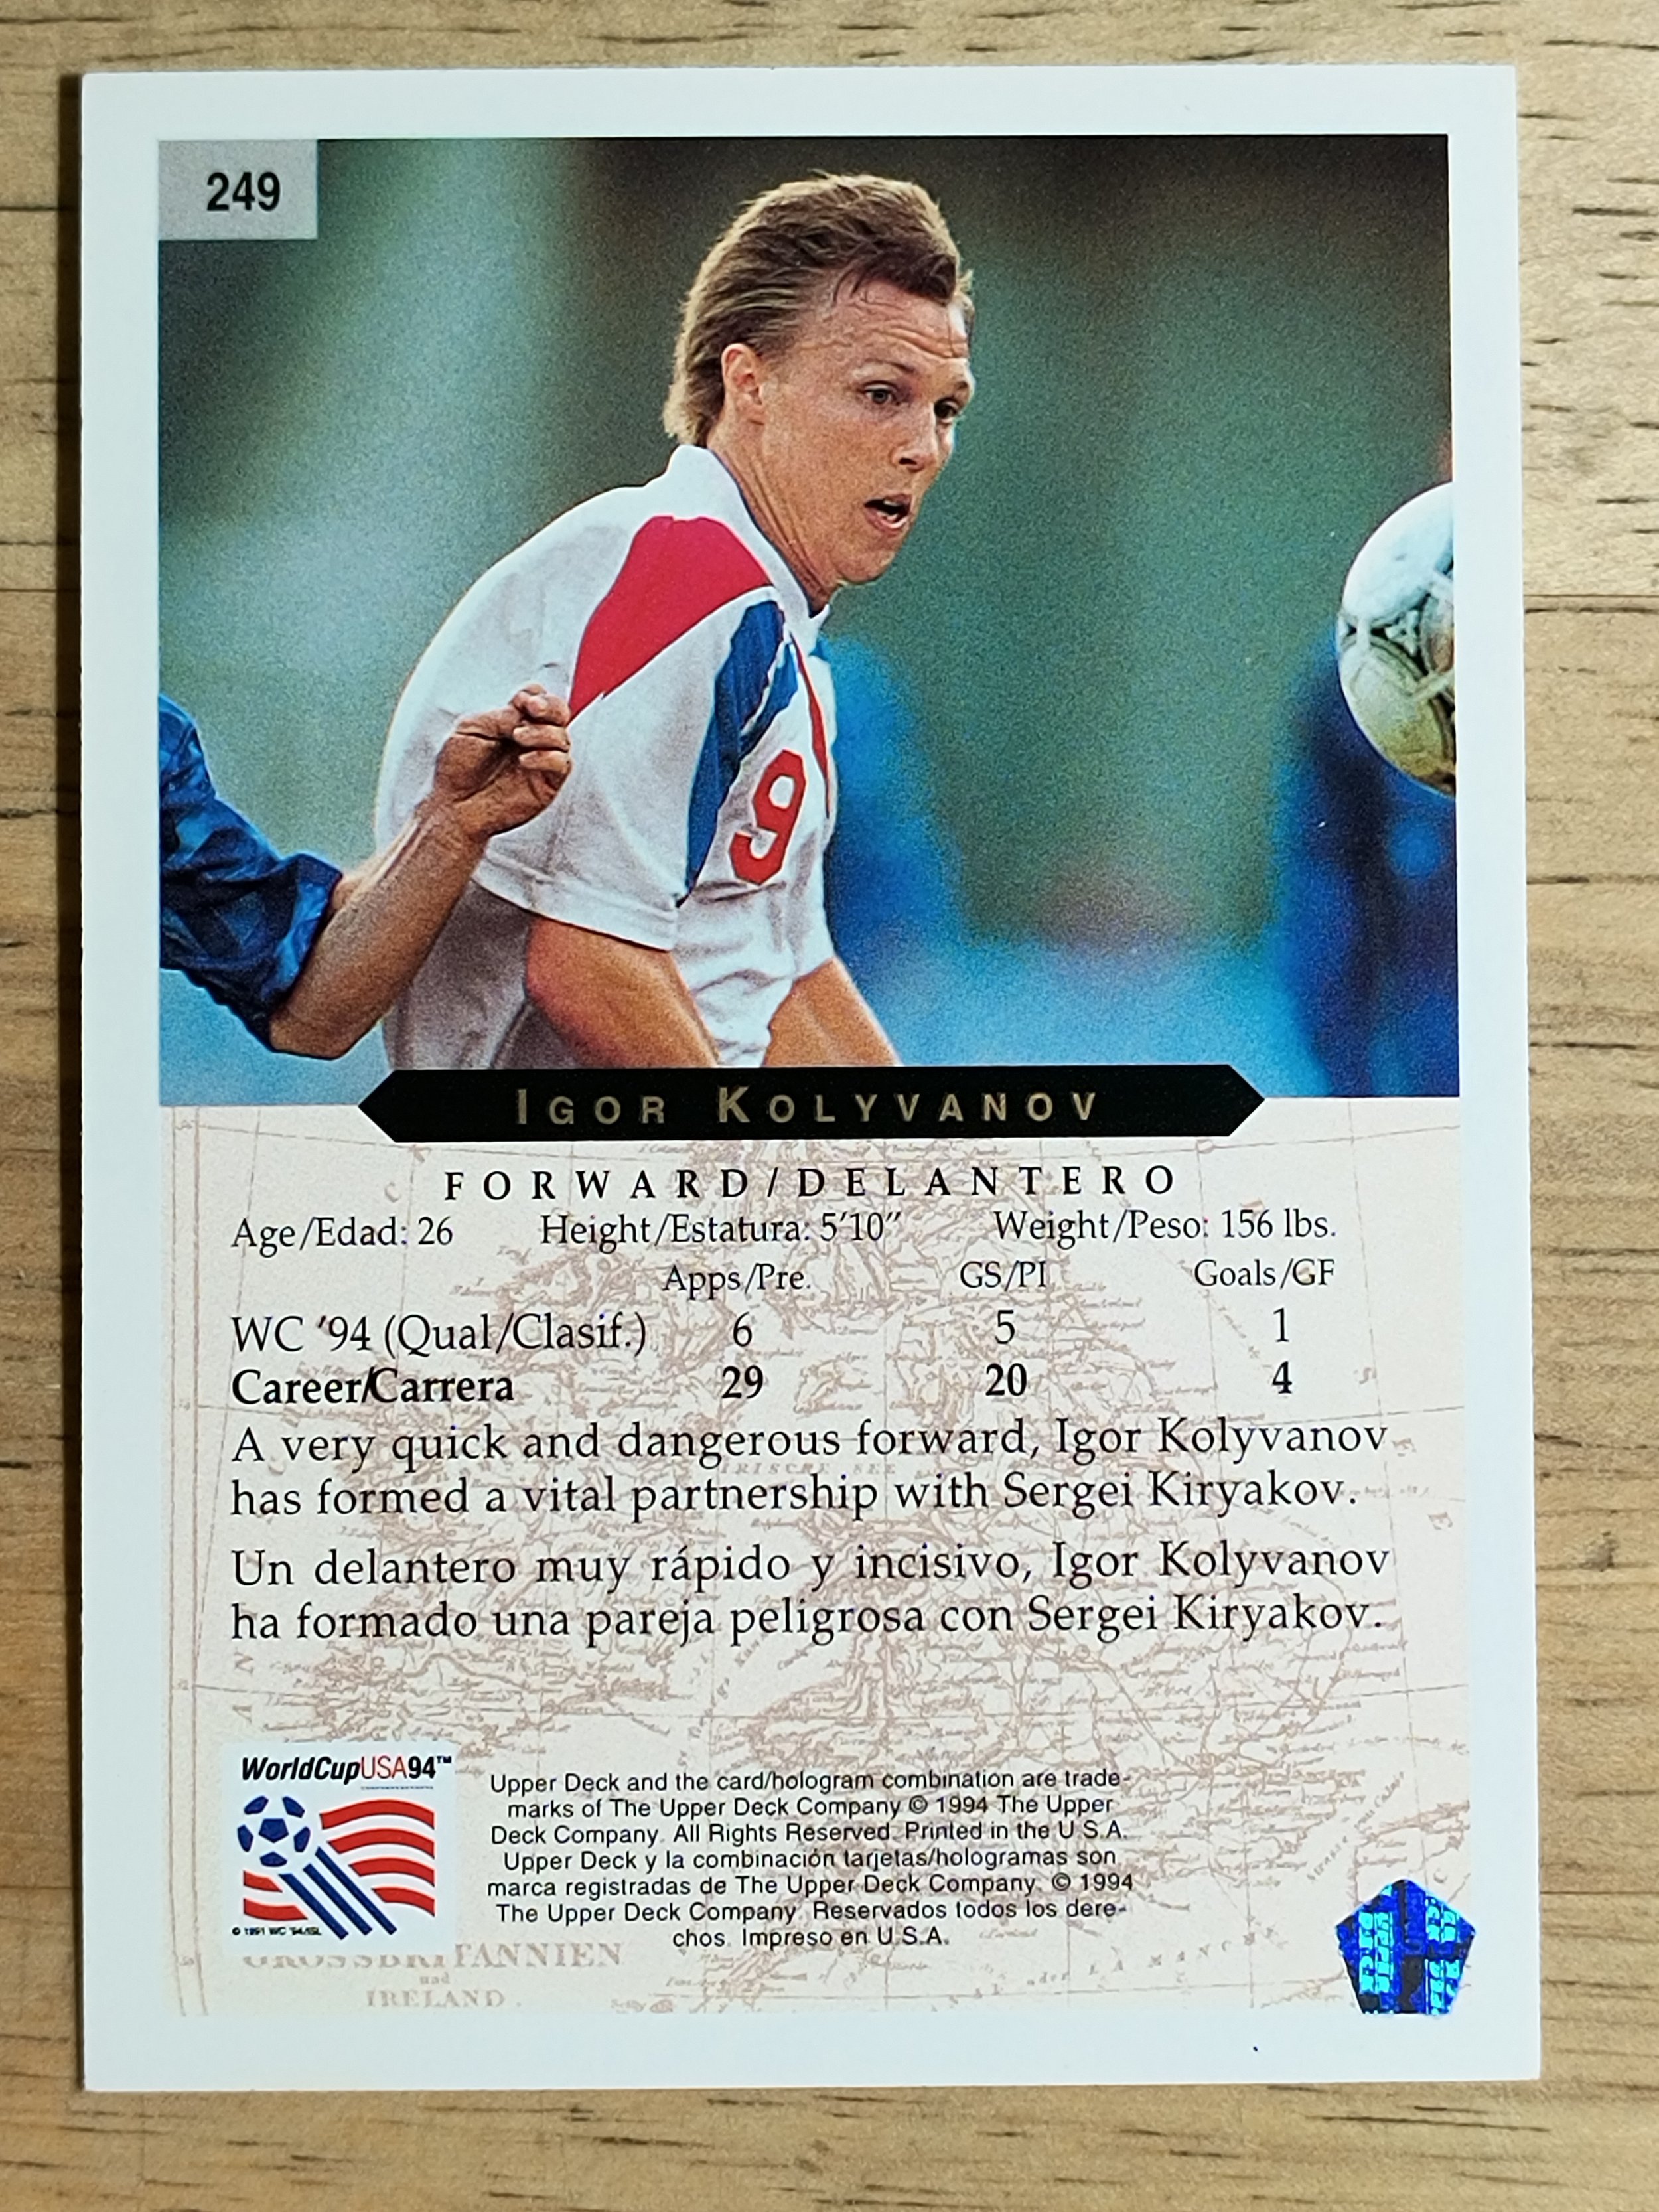 249
9
IGOR KOLYVANOV
FORWARD/DELANTERO
Age/Edad: 26 Height/Estatura: 5'10" Weight/Peso: 156 lbs.
Apps/Pre. GS/PI Goals/GF
WC '94 (Qual/Clasif.) 6 5 1
Career/Carrera 29 20 4
A very quick and dangerous forward, Igor Kolyvanov
has formed a vital partnership with Sergei Kiryakov.
Un delantero muy rápido y incisivo, Igor Kolyvanov
ha formado una pareja peligrosa con Sergei Kiryakov.
WorldCupUSA94™
© 1991 WC '94/ISL
Upper Deck and the card/hologram combination are trade-
marks of The Upper Deck Company © 1994 The Upper
Deck Company. All Rights Reserved. Printed in the U.S.A.
Upper Deck y la combinación tarjetas/hologramas son
marca registradas de The Upper Deck Company. © 1994
The Upper Deck Company. Reservados todos los dere-
chos. Impreso en U.S.A.
GROSSBRITANNIEN
und
IRELAND.